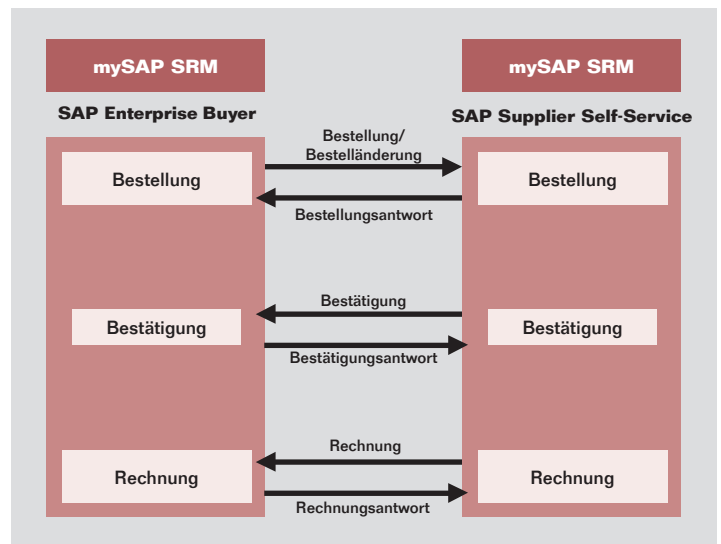 mySAP SRM
mySAP SRM
SAP Enterprise Buyer
SAP Supplier Self-Service
Bestellung/
Bestelländerung
Bestellung
Bestellung
Bestellungsantwort
Bestätigung
Bestätigung
Bestätigung
Bestätigungsantwort
Rechnung
Rechnung
Rechnung
Rechnungsantwort